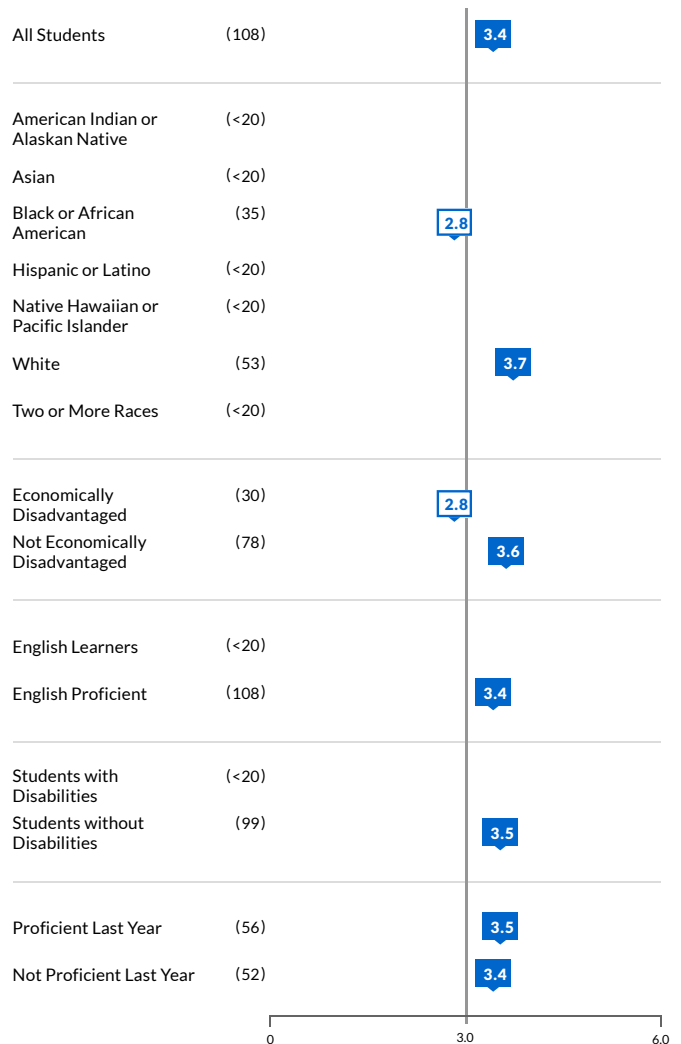 All Students (108) 3.4
American Indian or (<20)
Alaskan Native
Asian (<20)
Black or African (35) 2.8
American
Hispanic or Latino (<20)
Native Hawaiian or (<20)
Pacific Islander
White (53) 3.7
Two or More Races (<20)
Economically (30) 2.8
Disadvantaged
Not Economically (78) 3.6
Disadvantaged
English Learners (<20)
English Proficient (108) 3.4
Students with (<20)
Disabilities
Students without (99) 3.5
Disabilities
Proficient Last Year (56) 3.5
Not Proficient Last Year (52) 3.4
0 3.0 6.0